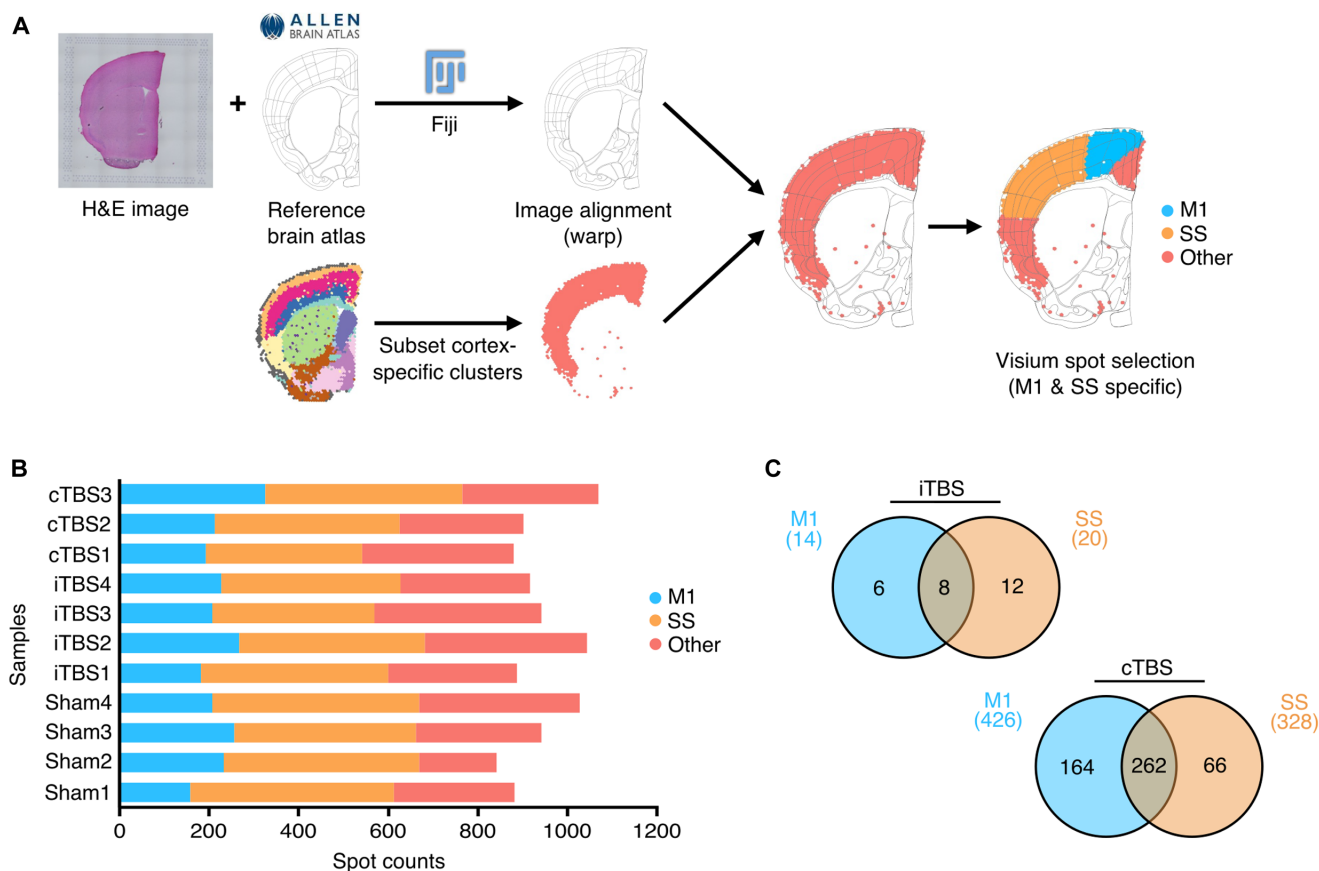 A
ALLEN
BRAIN ATLAS
+
Fiji
H&E image
Reference
brain atlas
Image alignment
(warp)
M1
SS
Other
Subset cortex-
specific clusters
Visium spot selection
(M1 & SS specific)
B
Samples
cTBS3
cTBS2
cTBS1
iTBS4
iTBS3
iTBS2
iTBS1
Sham4
Sham3
Sham2
Sham1
0 200 400 600 800 1000 1200
Spot counts
M1
SS
Other
C
iTBS
M1
(14)
SS
(20)
6 8 12
cTBS
M1
(426)
SS
(328)
164 262 66